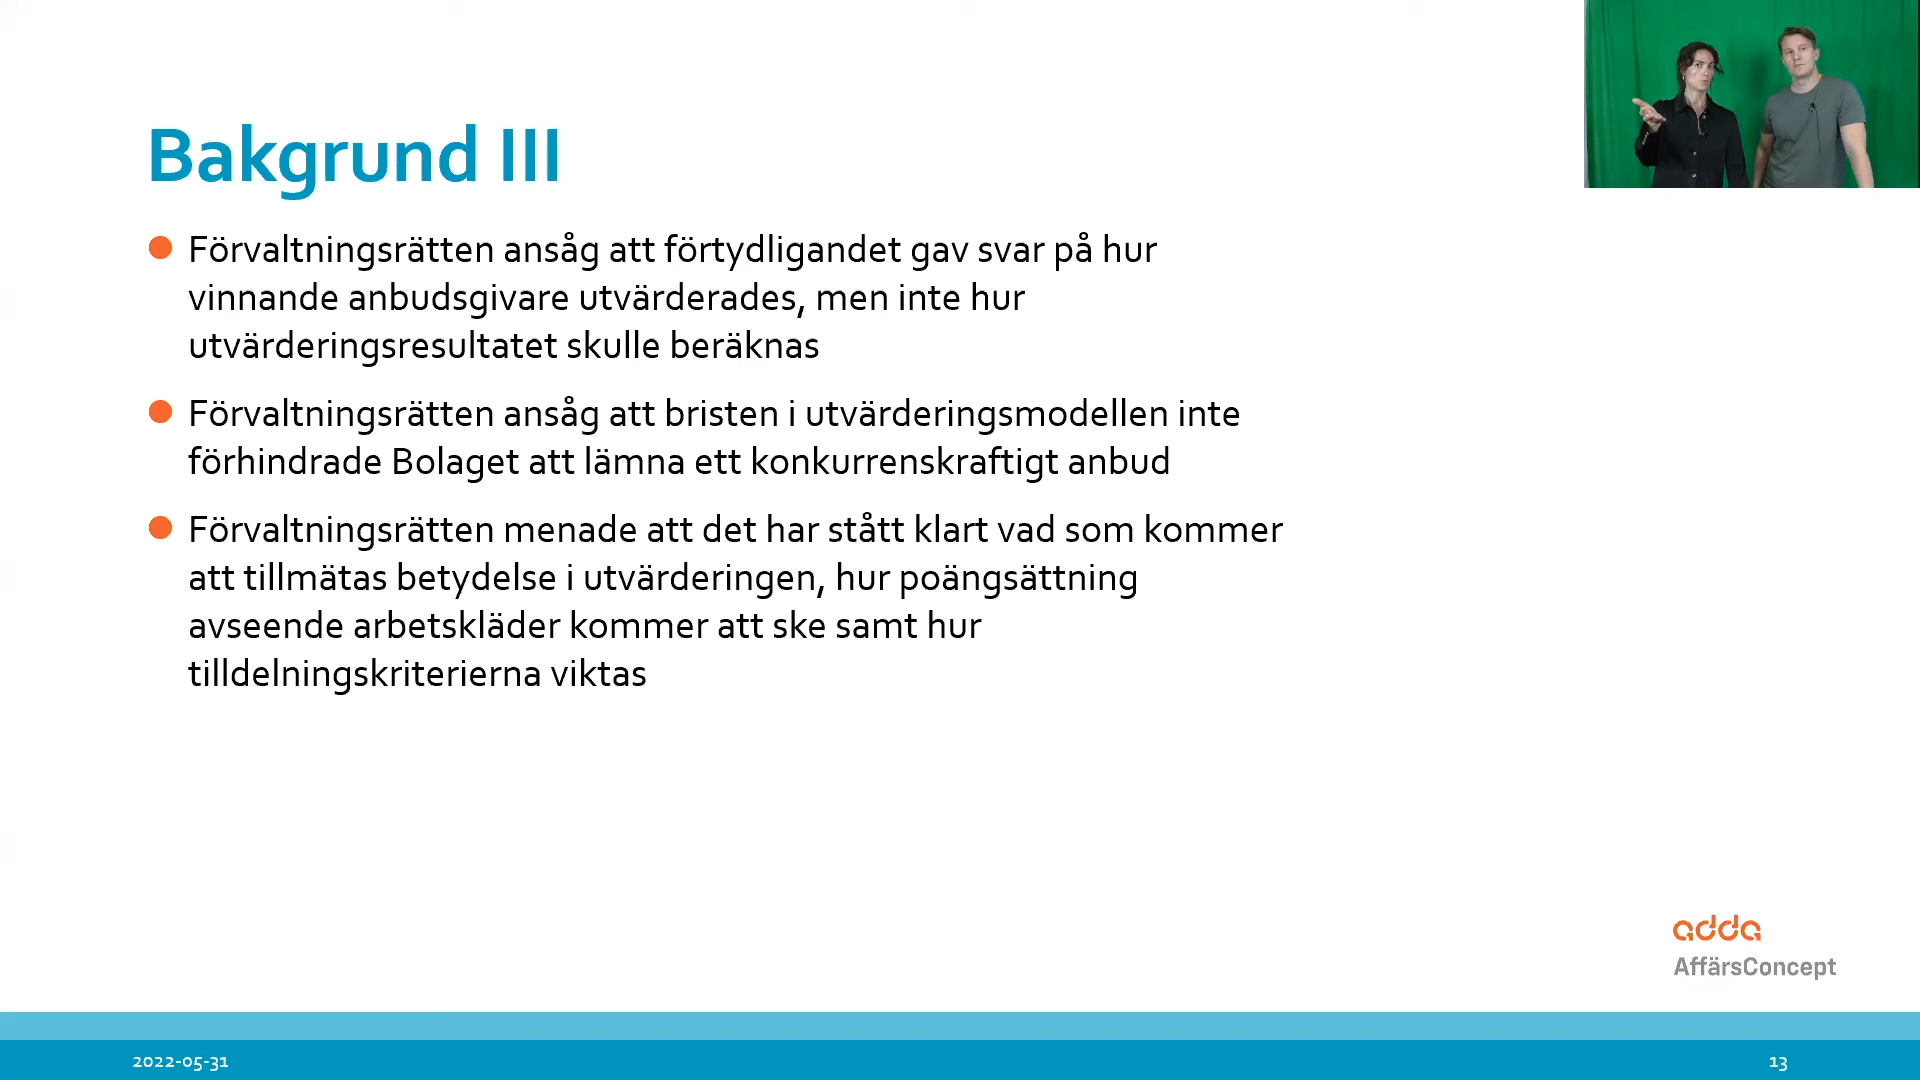 Bakgrund III
Förvaltningsrätten ansåg att förtydligandet gav svar på hur
vinnande anbudsgivare utvärderades, men inte hur
utvärderingsresultatet skulle beräknas
Förvaltningsrätten ansåg att bristen i utvärderingsmodellen inte
förhindrade Bolaget att lämna ett konkurrenskraftigt anbud
Förvaltningsrätten menade att det har stått klart vad som kommer
att tillmätas betydelse i utvärderingen, hur poängsättning
avseende arbetskläder kommer att ske samt hur
tilldelningskriterierna viktas
adda
AffärsConcept
2022-05-31
13